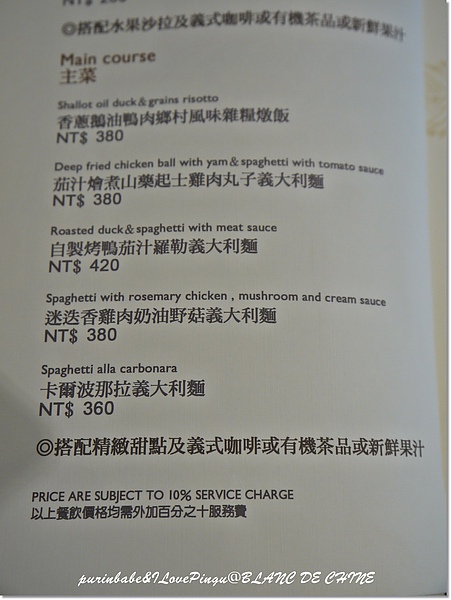 ◎搭配水果沙拉及義式咖啡或有機茶品或新鮮果汁
Main course
主菜
Shallot oil duck&grains risotto
香蔥鵝油鴨肉鄉村風味雜糧燉飯
NT$ 380
Deep fried chicken ball with yam & spaghetti with tomato sauce
茄汁燴煮山藥起士雞肉丸子義大利麵
NT$ 380
Roasted duck & spaghetti with meat sauce
自製烤鴨茄汁羅勒義大利麵
NT$ 420
Spaghetti with rosemary chicken , mushroom and cream sauce
迷迭香雞肉奶油野菇義大利麵
NT$ 380
Spaghetti alla carbonara
卡爾波那拉義大利麵
NT$ 360
◎搭配精緻甜點及義式咖啡或有機茶品或新鮮果汁
PRICE ARE SUBJECT TO 10% SERVICE CHARGE
以上餐飲價格均需外加百分之十服務費
purinbabe&ILovePingu@BLANC DE CHINE